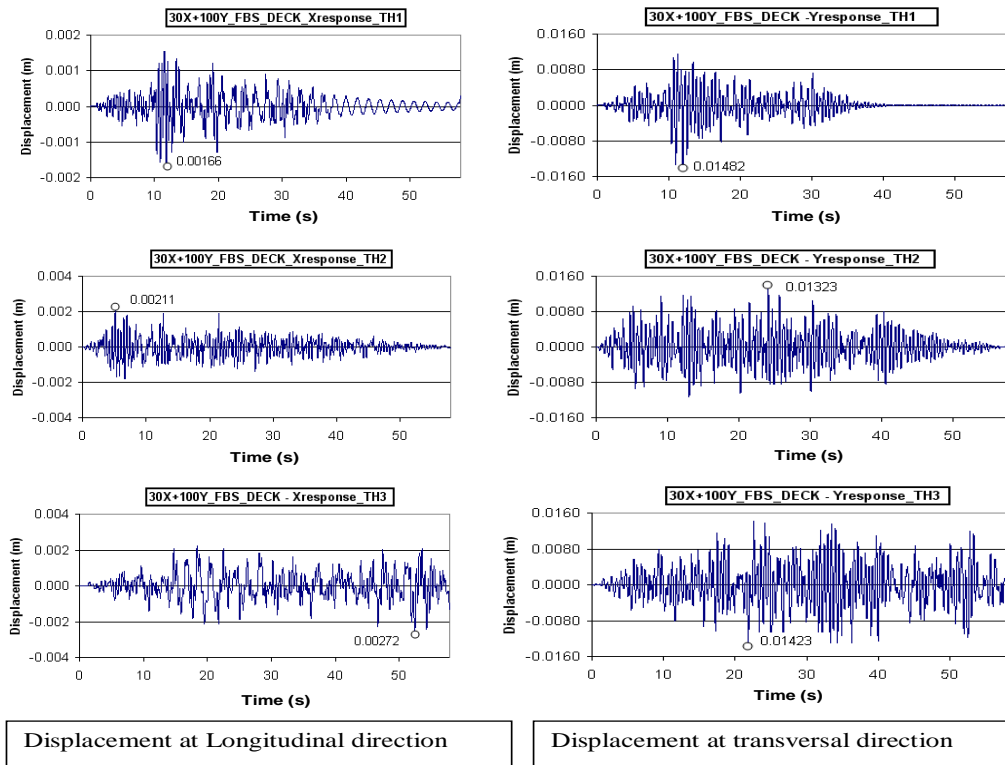 30X+100Y_FBS_DECK_Xresponse_TH1
0.002
0.001
0.000
-0.001
-0.002
Displacement (m)
0.00166
0 10 20 30 40 50
Time (s)
30X+100Y_FBS_DECK -Yresponse_TH1
0.0160
0.0080
0.0000
-0.0080
-0.0160
Displacement (m)
0.01482
0 10 20 30 40 50
Time (s)
30X+100Y_FBS_DECK_Xresponse_TH2
0.004
0.002
0.000
-0.002
-0.004
Displacement (m)
0.00211
0 10 20 30 40 50
Time (s)
30X+100Y_FBS_DECK - Yresponse_TH2
0.0160
0.0080
0.0000
-0.0080
-0.0160
Displacement (m)
0.01323
0 10 20 30 40 50
Time (s)
30X+100Y_FBS_DECK - Xresponse_TH3
0.004
0.002
0.000
-0.002
-0.004
Displacement (m)
0.00272
0 10 20 30 40 50
Time (s)
30X+100Y_FBS_DECK - Yresponse_TH3
0.0160
0.0080
0.0000
-0.0080
-0.0160
Displacement (m)
0.01423
0 10 20 30 40 50
Time (s)
Displacement at Longitudinal direction
Displacement at transversal direction